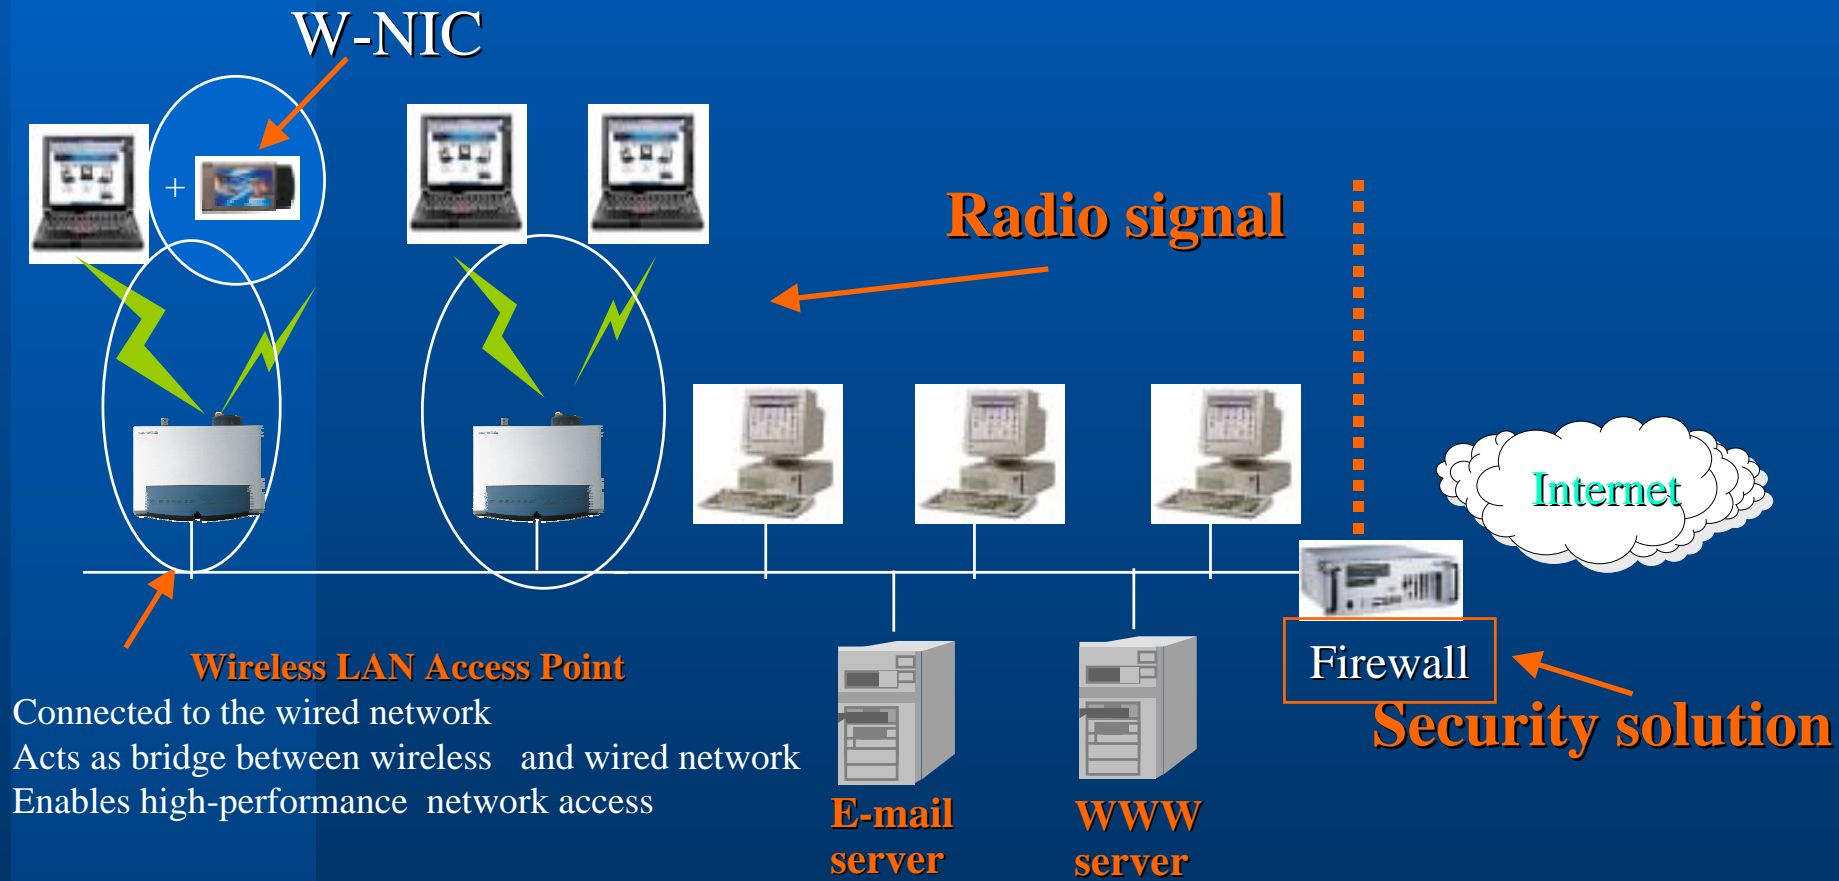 W-NIC
+
Radio signal
Internet
Firewall
Security solution
Wireless LAN Access Point
Connected to the wired network
Acts as bridge between wireless and wired network
Enables high-performance network access
E-mail
server
WWW
server